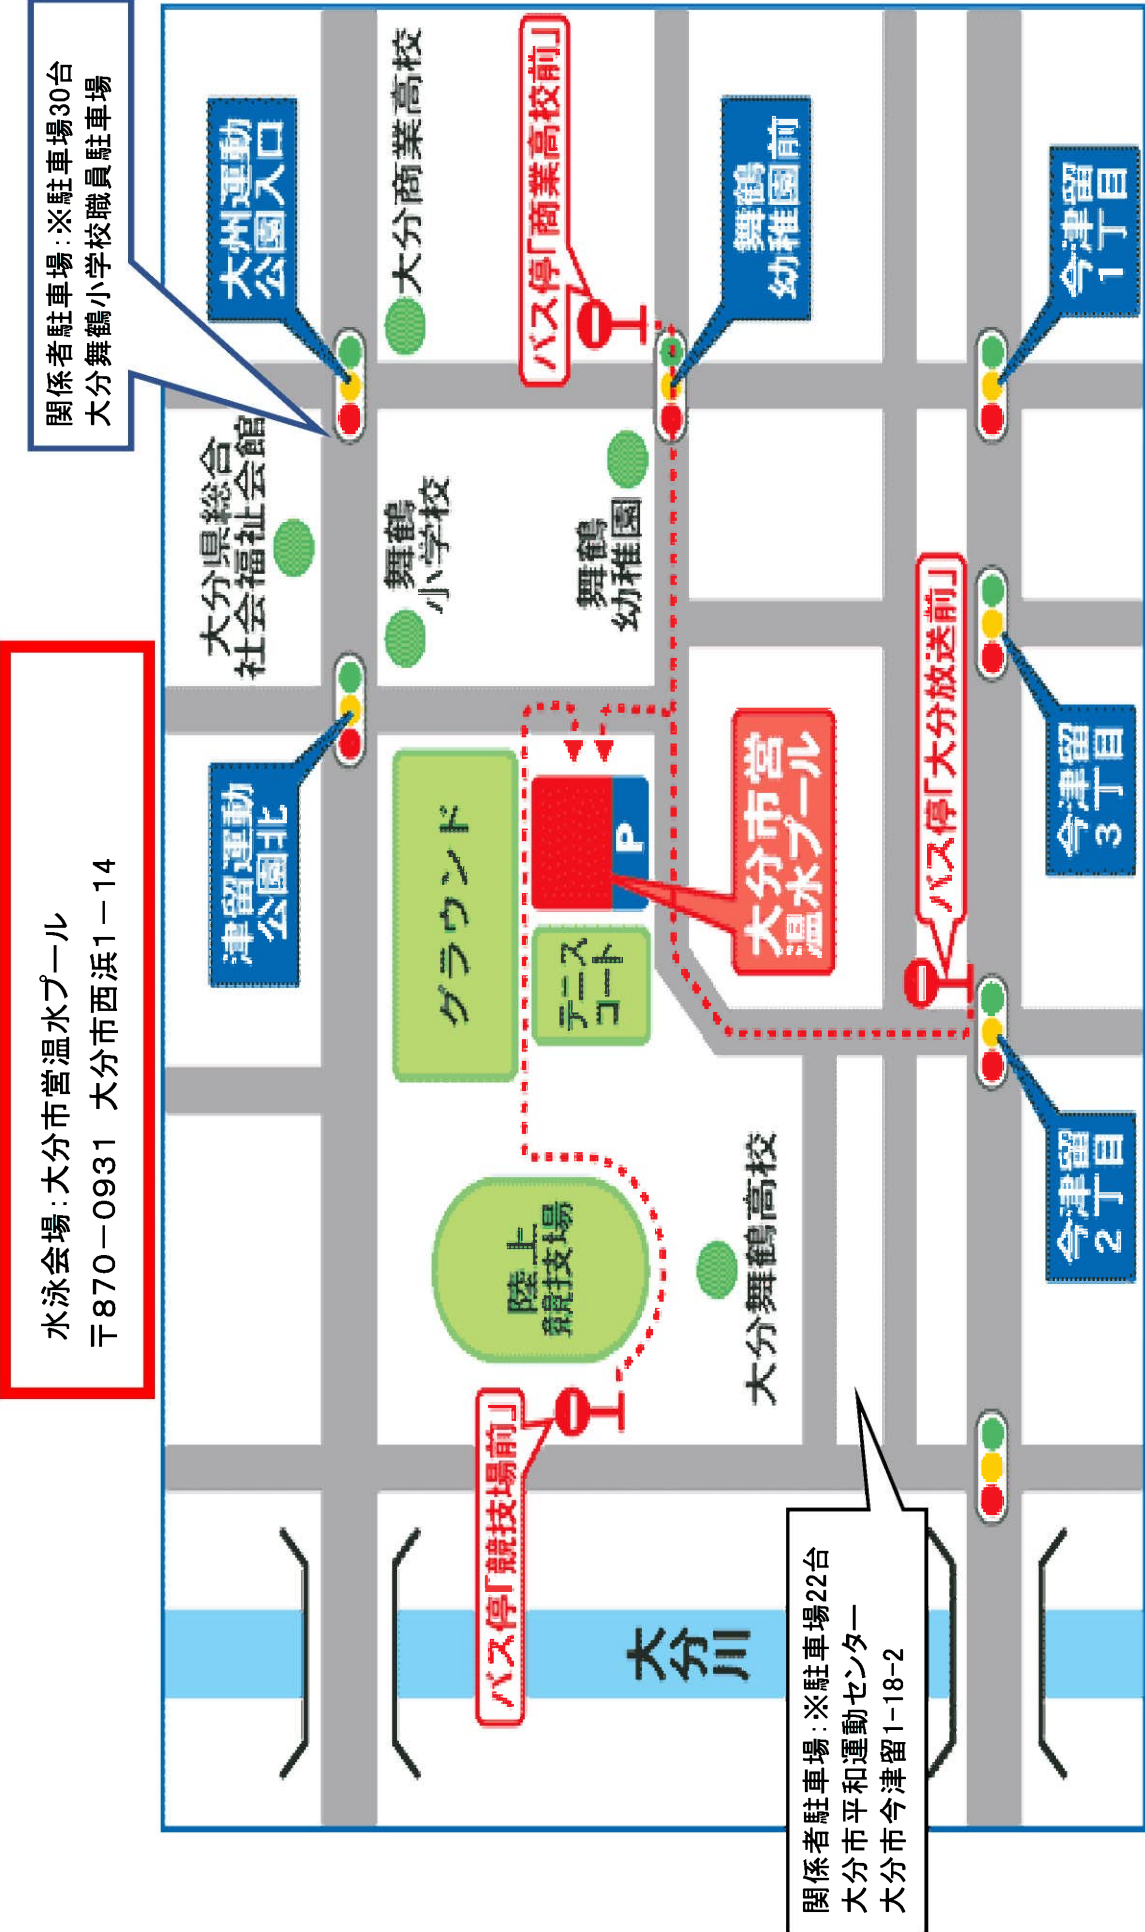 水泳会場:大分市営温水プール
〒870-0931 大分市西浜1-14
関係者駐車場:※駐車場30台
大分舞鶴小学校職員駐車場
大分県総合
社会福祉会館
津留運動
公園北
大州運動
公園入口
大分商業高校
舞鶴
小学校
グラウンド
バス停「競技場前」
陸上
競技場
テニス
コート
P
舞鶴
幼稚園
バス停「商業高校前」
大分川
大分舞鶴高校
大分市営
温水プール
舞鶴
幼稚園前
バス停「大分放送前」
関係者駐車場:※駐車場22台
大分市平和運動センター
大分市今津留1-18-2
今津留
2丁目
今津留
3丁目
今津留
1丁目